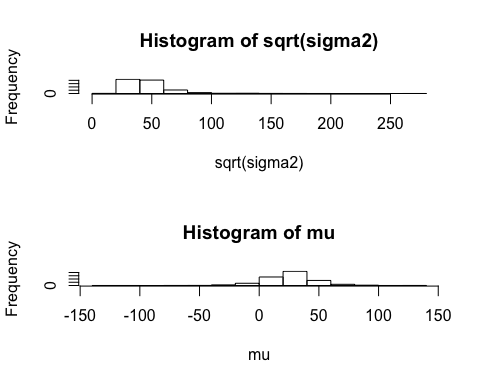 Histogram of sqrt(sigma2)
Frequency
0
0 50 100 150 200 250
sqrt(sigma2)
Histogram of mu
Frequency
0
-150 -100 -50 0 50 100 150
mu